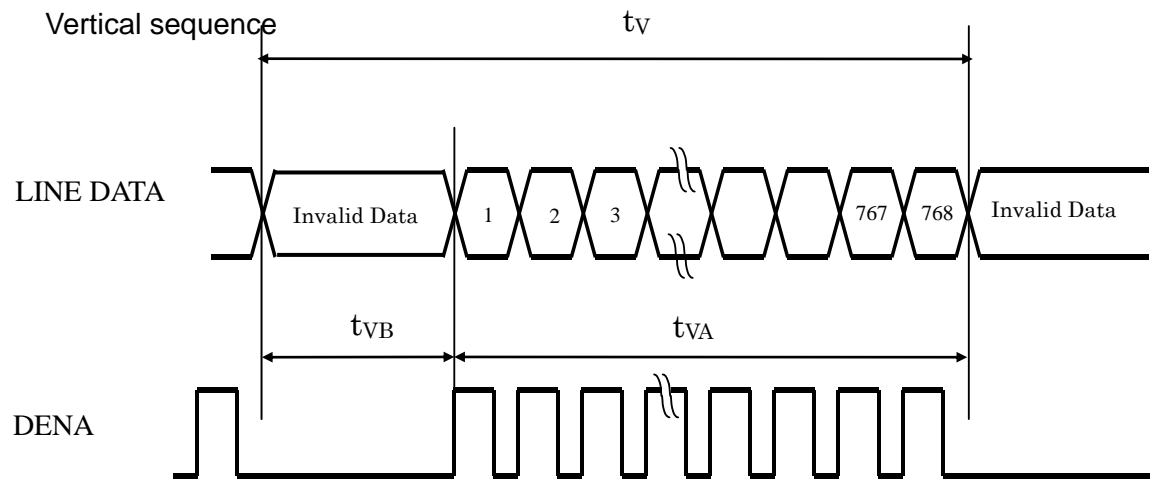 Vertical sequence
tV
LINE DATA
Invalid Data 1 2 3 767 768 Invalid Data
tVB tVA
DENA